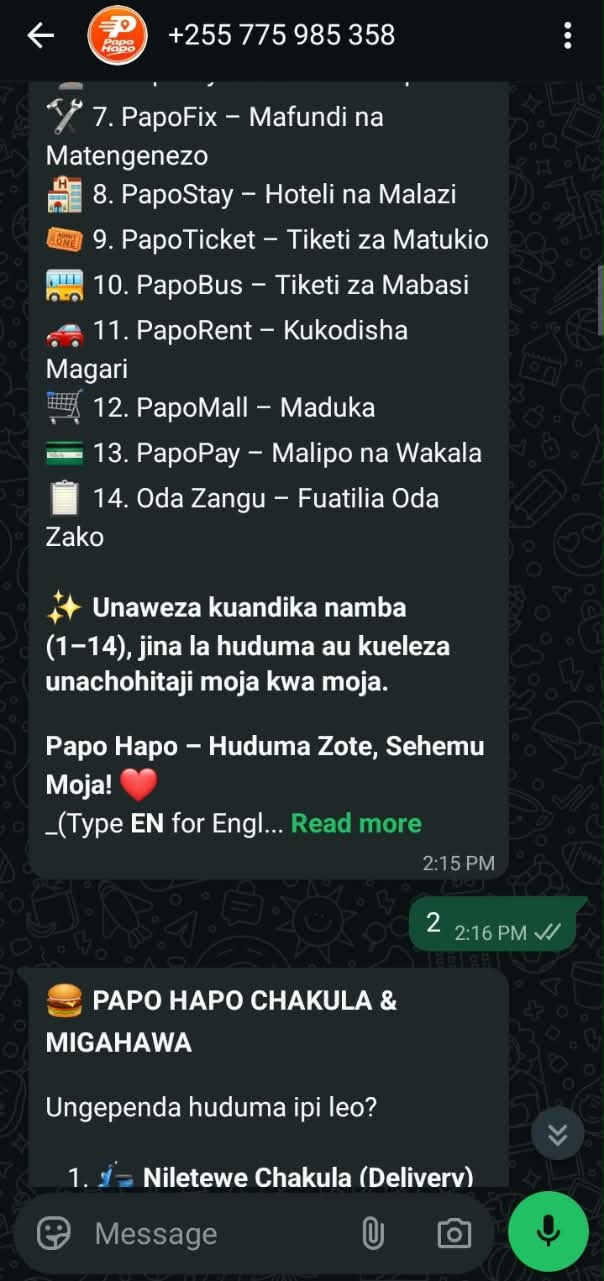 Papo Hapo
+255 775 985 358
7. PapoFix – Mafundi na
Matengenezo
8. PapoStay – Hoteli na Malazi
9. PapoTicket – Tiketi za Matukio
10. PapoBus – Tiketi za Mabasi
11. PapoRent – Kukodisha
Magari
12. PapoMall – Maduka
13. PapoPay – Malipo na Wakala
14. Oda Zangu – Fuatilia Oda
Zako
Unaweza kuandika namba
(1–14), jina la huduma au kueleza
unachohitaji moja kwa moja.
Papo Hapo – Huduma Zote, Sehemu
Moja! ❤️
_(Type EN for Engl... Read more
2:15 PM
2 2:16 PM
PAPO HAPO CHAKULA &
MIGAHAWA
Ungependa huduma ipi leo?
1. Niletewe Chakula (Delivery)
Message